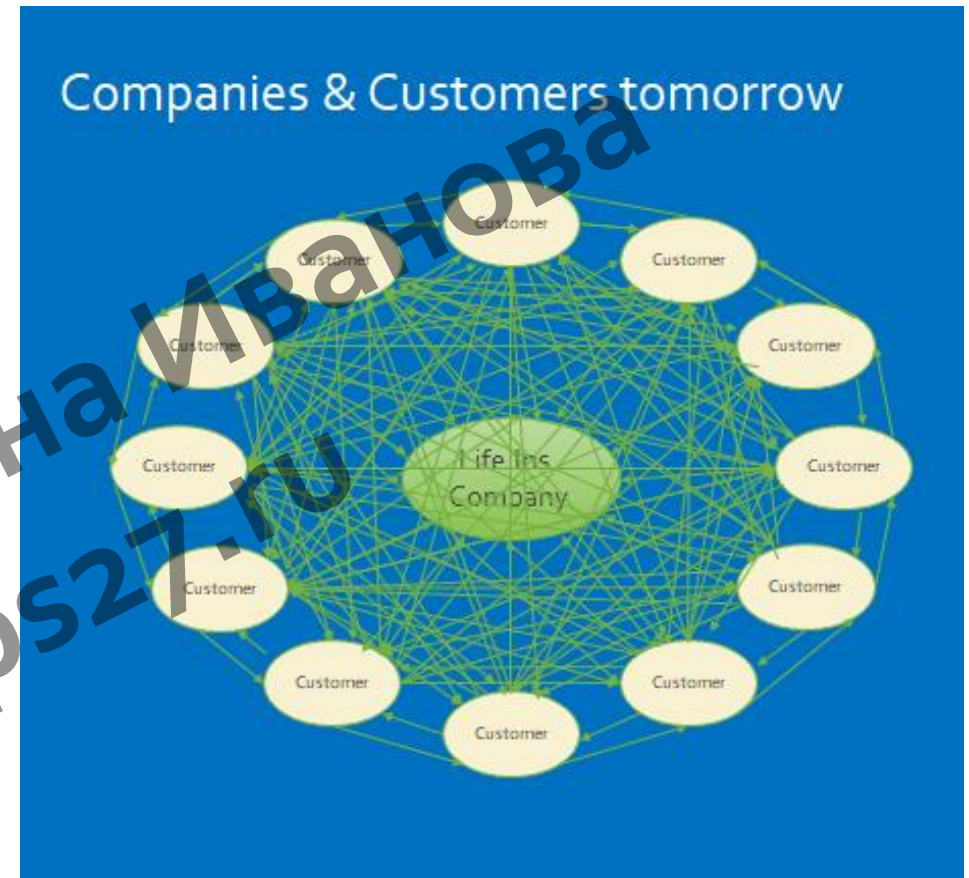 Companies & Customers tomorrow
Customer
Customer
Customer
Customer
Customer
Life Ins
Company
Customer
Customer
Customer
Customer
Customer
Customer
Customer
на Иванова
os27.ru